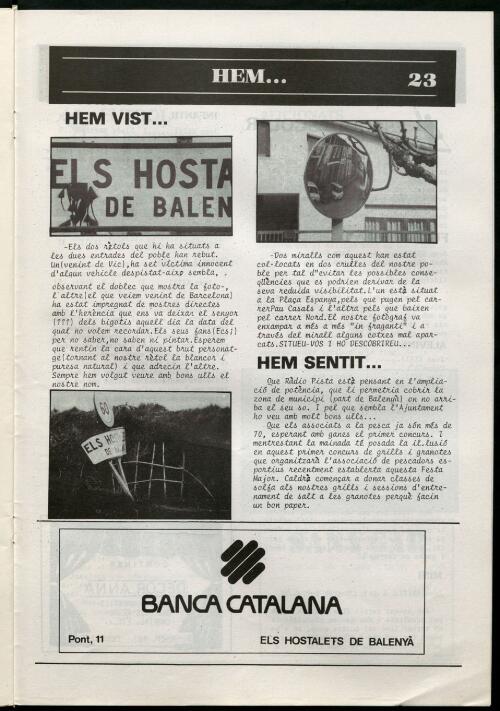 HEM...
23
HEM VIST...
ELS HOSTA
DE BALEN
-Els dos rètols que hi ha situats a
les dues entrades del poble han rebut.
Un(venint de Vic),ha set víctima innocent
d'algun vehicle despistat-aixo sembla, .
observant el doblec que mostra la foto-,
l'altre(el que veiem venint de Barcelona)
ha estat impregnat de mostres directes
amb l'herència que ens va deixar el senyor
(???) dels bigotis aquell dia la data del
qual no volem recordar.Els seus fans(Ecs¡)
per no saber,no saben ni pintar.Esperem
que rentin la cara d'aquest brut personat-
ge(tornant al nostre rètol la blancor i
puresa natural) i que adrecin l'altre.
Sempre hem volgut veure amb bons ulls el
nostre nom.
60
ELS HO
DE
-Dos miralls com aquest han estat
col·locats en dos cruïlles del nostre po-
ble per tal d"evitar les possibles conse-
qüències que es podrien derivar de la
seva reduïda visibilitat.L'un està situat
a la Plaça Espanya,pels que pugen pel car-
rerPau Casals i l'altra pels que baixen
pel carrer Nord.El nostre fotògraf va
enxampar a més a més "in fraganti" i a
través del mirall alguns cotxes mal apar-
cats.SITUEU-VOS I HO DESCOBRIREU...
HEM SENTIT...
Que Ràdio Pista està pensant en l'amplia-
ció de potència, que li permetria cobrir la
zona de municipi (part de Balenyà) on no arri-
ba el seu so. I pel que sembla l'Ajuntament
ho veu amb molt bons ulls...
Que els associats a la pesca ja són més de
70, esperant amb ganes el primer concurs. I
mentrestant la mainada té posada la il.lusió
en aquest primer concurs de grills i granotes
que organitzarà l'associació de pescadors es-
portius recentment establerta aquesta Festa
Major. Caldrà començar a donar classes de
solfa als nostres grills i sessions d'entre-
nament de salt a les granotes perquè facin
un bon paper.
BANCA CATALANA
Pont, 11
ELS HOSTALETS DE BALENYÀ